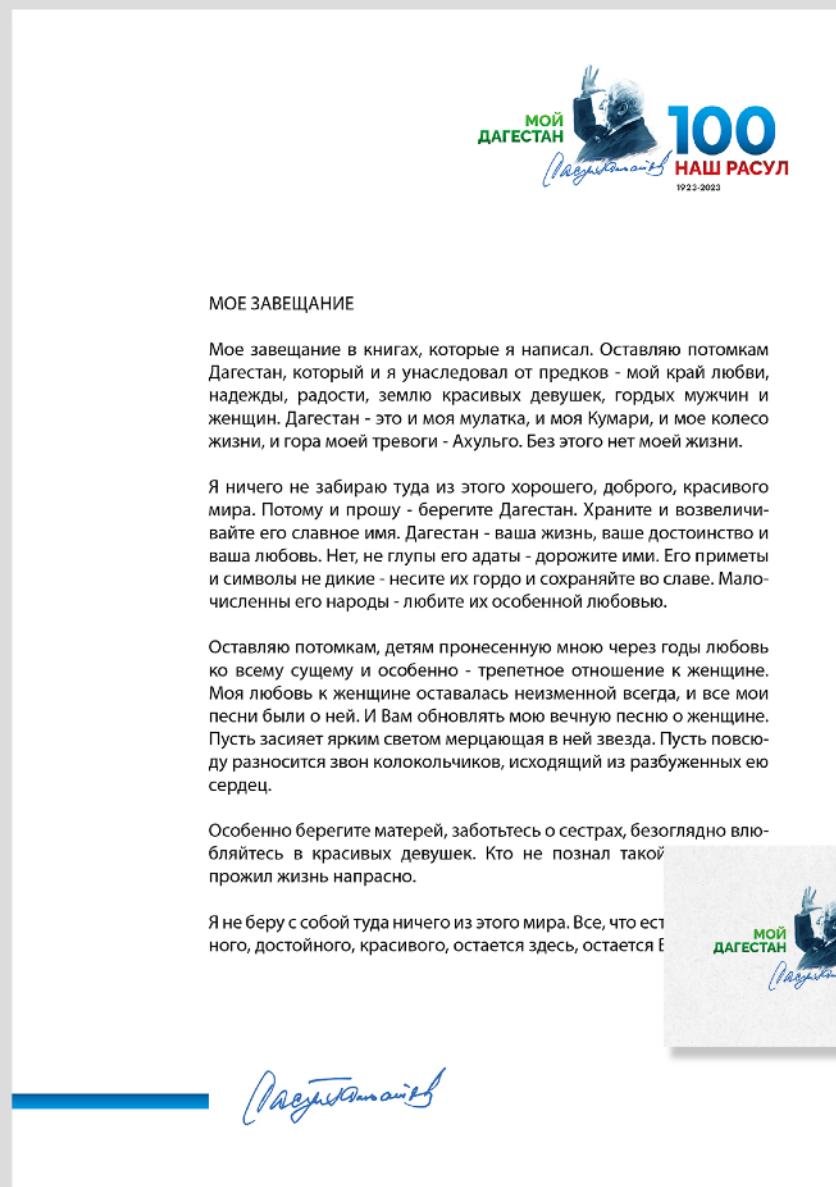 МОЙ
ДАГЕСТАН
100
НАШ РАСУЛ
1923-2023
МОЕ ЗАВЕЩАНИЕ
Мое завещание в книгах, которые я написал. Оставляю потомкам
Дагестан, который и я унаследовал от предков - мой край любви,
надежды, радости, землю красивых девушек, гордых мужчин и
женщин. Дагестан - это и моя мулатка, и моя Кумари, и мое колесо
жизни, и гора моей тревоги - Ахульго. Без этого нет моей жизни.
Я ничего не забираю туда из этого хорошего, доброго, красивого
мира. Потому и прошу - берегите Дагестан. Храните и возвеличи-
вайте его славное имя. Дагестан - ваша жизнь, ваше достоинство и
ваша любовь. Нет, не глупы его адаты - дорожите ими. Его приметы
и символы не дикие - несите их гордо и сохраняйте во славе. Мало-
численны его народы - любите их особенной любовью.
Оставляю потомкам, детям пронесенную мною через годы любовь
ко всему сущему и особенно - трепетное отношение к женщине.
Моя любовь к женщине оставалась неизменной всегда, и все мои
песни были о ней. И Вам обновлять мою вечную песню о женщине.
Пусть засияет ярким светом мерцающая в ней звезда. Пусть повсю-
ду разносится звон колокольчиков, исходящий из разбуженных ею
сердец.
Особенно берегите матерей, заботьтесь о сестрах, безоглядно влю-
бляйтесь в красивых девушек. Кто не познал такой
прожил жизнь напрасно.
Я не беру с собой туда ничего из этого мира. Все, что ест
ного, достойного, красивого, остается здесь, остается
МОЙ
ДАГЕСТАН